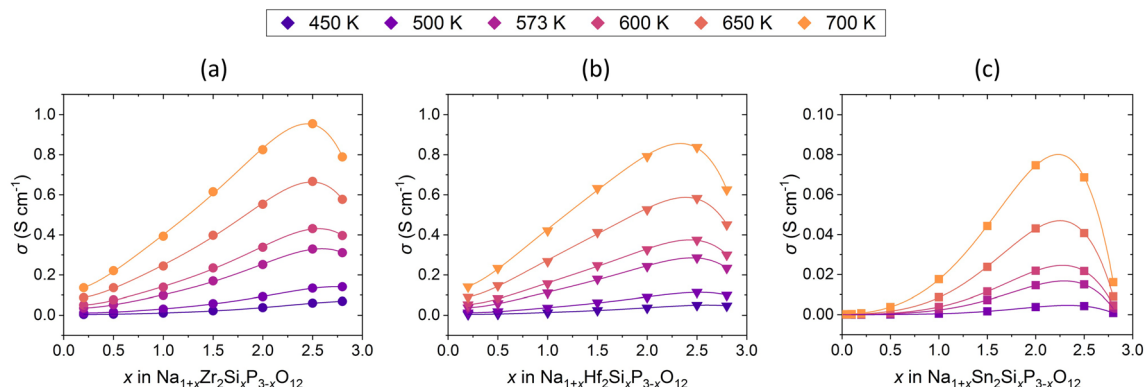 450 K 500 K 573 K 600 K 650 K 700 K
(a) (b) (c)
σ (S cm⁻¹)
1.0
0.8
0.6
0.4
0.2
0.0
0.0 0.5 1.0 1.5 2.0 2.5 3.0
x in Na₁₊ₓZr₂SiₓP₃₋ₓO₁₂
σ (S cm⁻¹)
1.0
0.8
0.6
0.4
0.2
0.0
0.0 0.5 1.0 1.5 2.0 2.5 3.0
x in Na₁₊ₓHf₂SiₓP₃₋ₓO₁₂
σ (S cm⁻¹)
0.10
0.08
0.06
0.04
0.02
0.00
0.0 0.5 1.0 1.5 2.0 2.5 3.0
x in Na₁₊ₓSn₂SiₓP₃₋ₓO₁₂